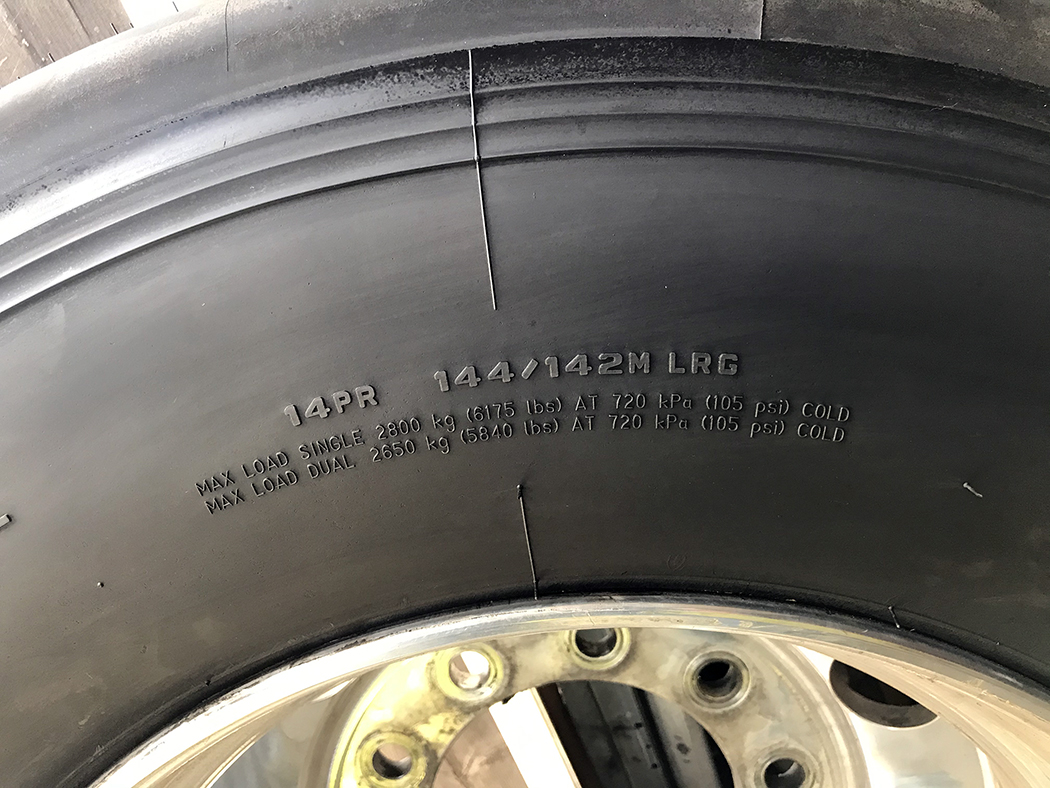 14PR 144/142M LRG
MAX LOAD SINGLE 2800 kg (6175 lbs) AT 720 kPa (105 psi) COLD
MAX LOAD DUAL 2650 kg (5840 lbs) AT 720 kPa (105 psi) COLD